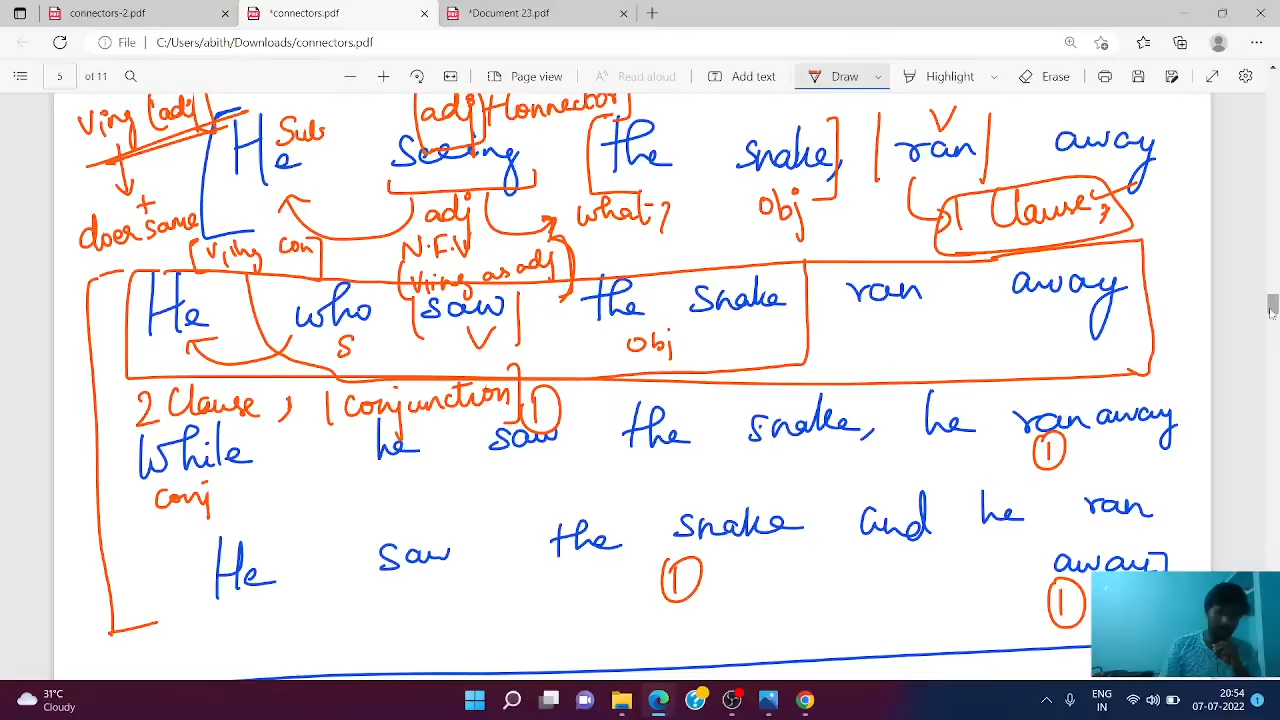 connectors-2.pdf
*connectors.pdf
*Document 23.pdf
File C:/Users/abith/Downloads/connectors.pdf
5 of 11
Page view
Read aloud
Add text
Draw
Highlight
Erase
Ving [adj]
[adj] + connector]
V
Sub
He seeing [the snake], |ran| away
does same
adj
what?
obj
1 Clause,
N.F.V
[Ving con]
(Ving as adj)
He who |saw| the snake ran away
S V obj
2 Clause, 1 conjunction] ①
While he saw the snake, he ran away
①
conj
He saw the snake and he ran
away
① ①
31°C
Cloudy
ENG
IN
20:54
07-07-2022